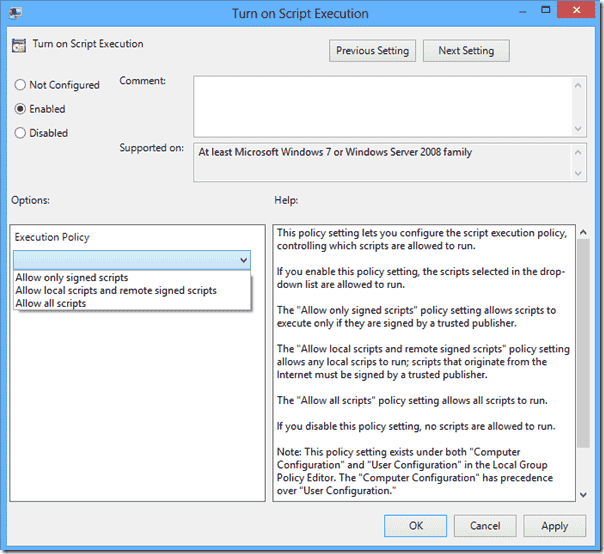 Turn on Script Execution
Turn on Script Execution
Previous Setting
Next Setting
Not Configured
Comment:
Enabled
Disabled
Supported on:
At least Microsoft Windows 7 or Windows Server 2008 family
Options:
Help:
Execution Policy
Allow only signed scripts
Allow local scripts and remote signed scripts
Allow all scripts
This policy setting lets you configure the script execution policy,
controlling which scripts are allowed to run.
If you enable this policy setting, the scripts selected in the drop-
down list are allowed to run.
The "Allow only signed scripts" policy setting allows scripts to
execute only if they are signed by a trusted publisher.
The "Allow local scripts and remote signed scripts" policy setting
allows any local scrips to run; scripts that originate from the
Internet must be signed by a trusted publisher.
The "Allow all scripts" policy setting allows all scripts to run.
If you disable this policy setting, no scripts are allowed to run.
Note: This policy setting exists under both "Computer
Configuration" and "User Configuration" in the Local Group
Policy Editor. The "Computer Configuration" has precedence
over "User Configuration."
OK
Cancel
Apply